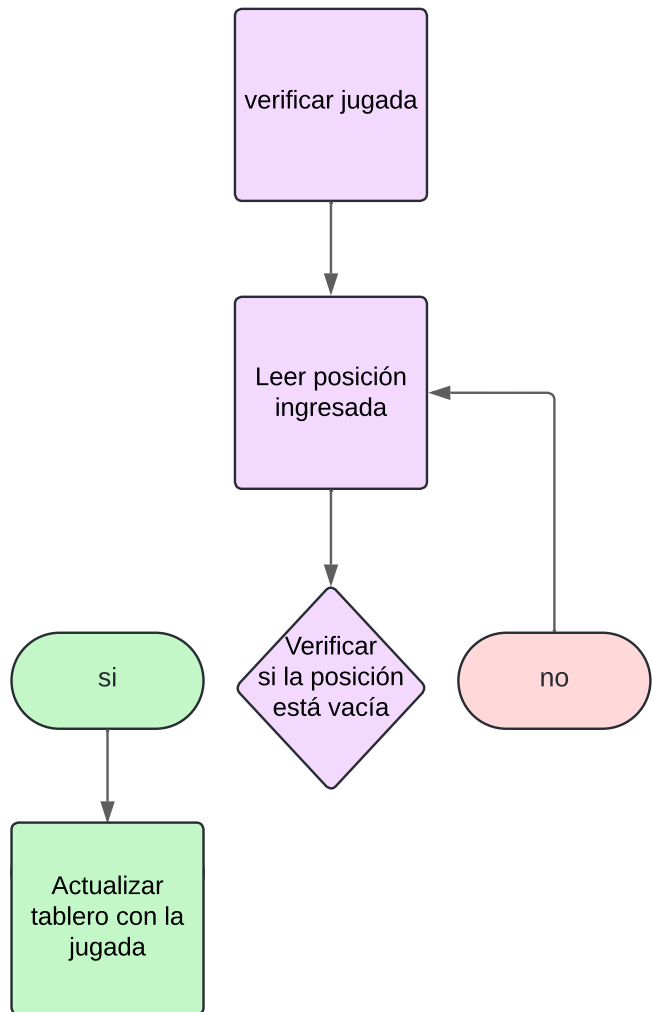 verificar jugada
Leer posición
ingresada
Verificar
si la posición
está vacía
si
no
Actualizar
tablero con la
jugada